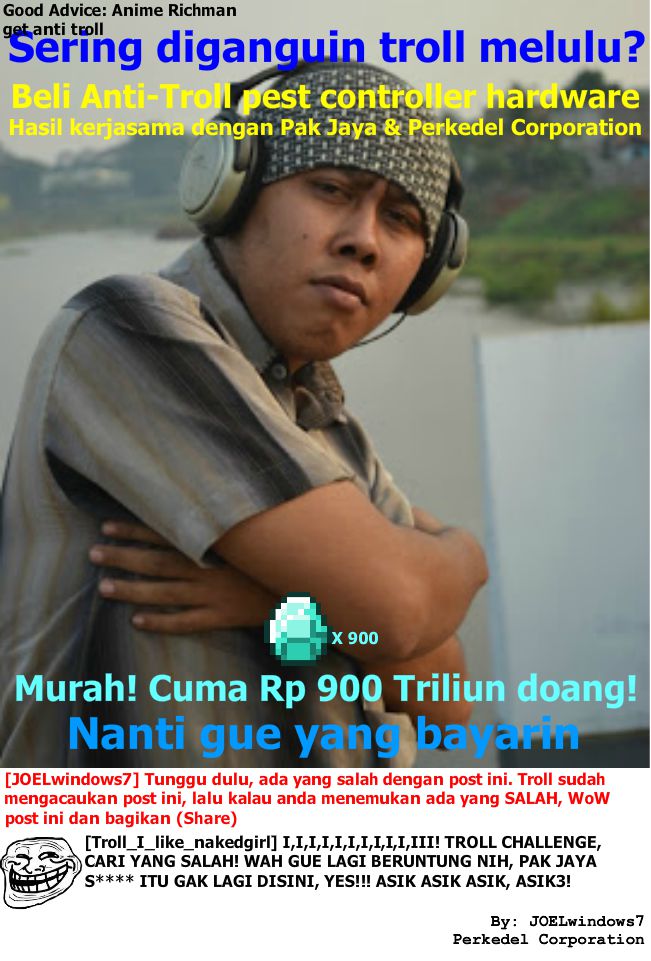 Good Advice: Anime Richman
get anti troll
Sering diganguin troll melulu?
Beli Anti-Troll pest controller hardware
Hasil kerjasama dengan Pak Jaya & Perkedel Corporation
X 900
Murah! Cuma Rp 900 Triliun doang!
Nanti gue yang bayarin
[JOELwindows7] Tunggu dulu, ada yang salah dengan post ini. Troll sudah
mengacaukan post ini, lalu kalau anda menemukan ada yang SALAH, WoW
post ini dan bagikan (Share)
[Troll_I_like_nakedgirl] I,I,I,I,I,I,I,I,I,I,III! TROLL CHALLENGE,
CARI YANG SALAH! WAH GUE LAGI BERUNTUNG NIH, PAK JAYA
S**** ITU GAK LAGI DISINI, YES!!! ASIK ASIK ASIK, ASIK3!
By: JOELwindows7
Perkedel Corporation